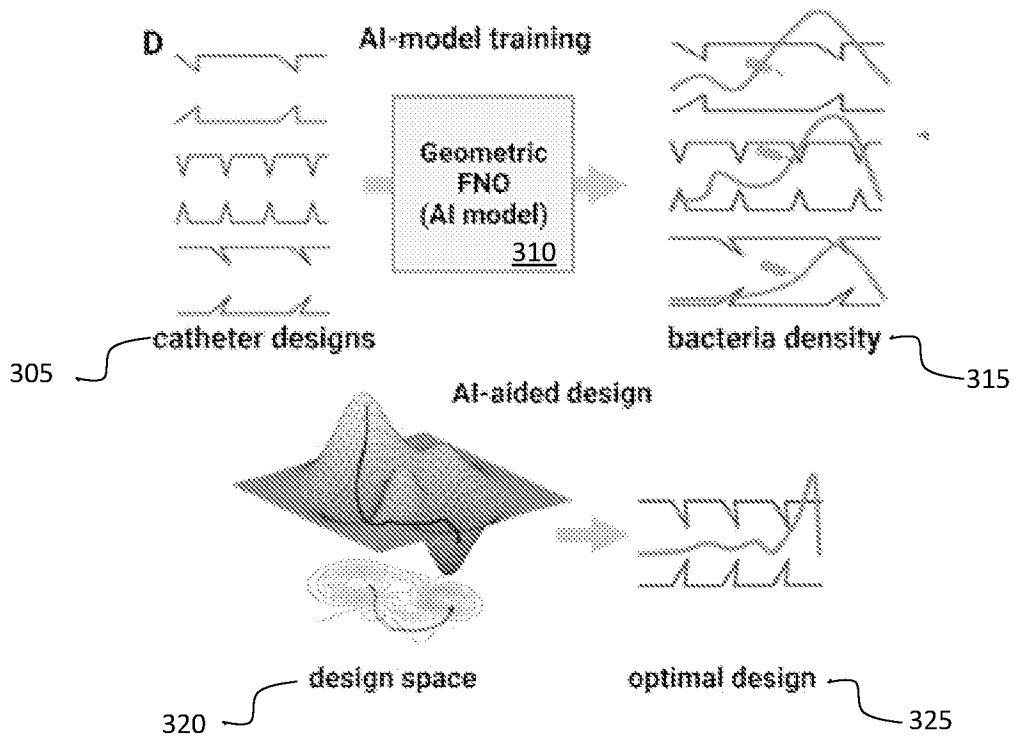 D
AI-model training
Geometric
FNO
(AI model)
310
catheter designs
bacteria density
305
315
AI-aided design
design space
optimal design
320
325